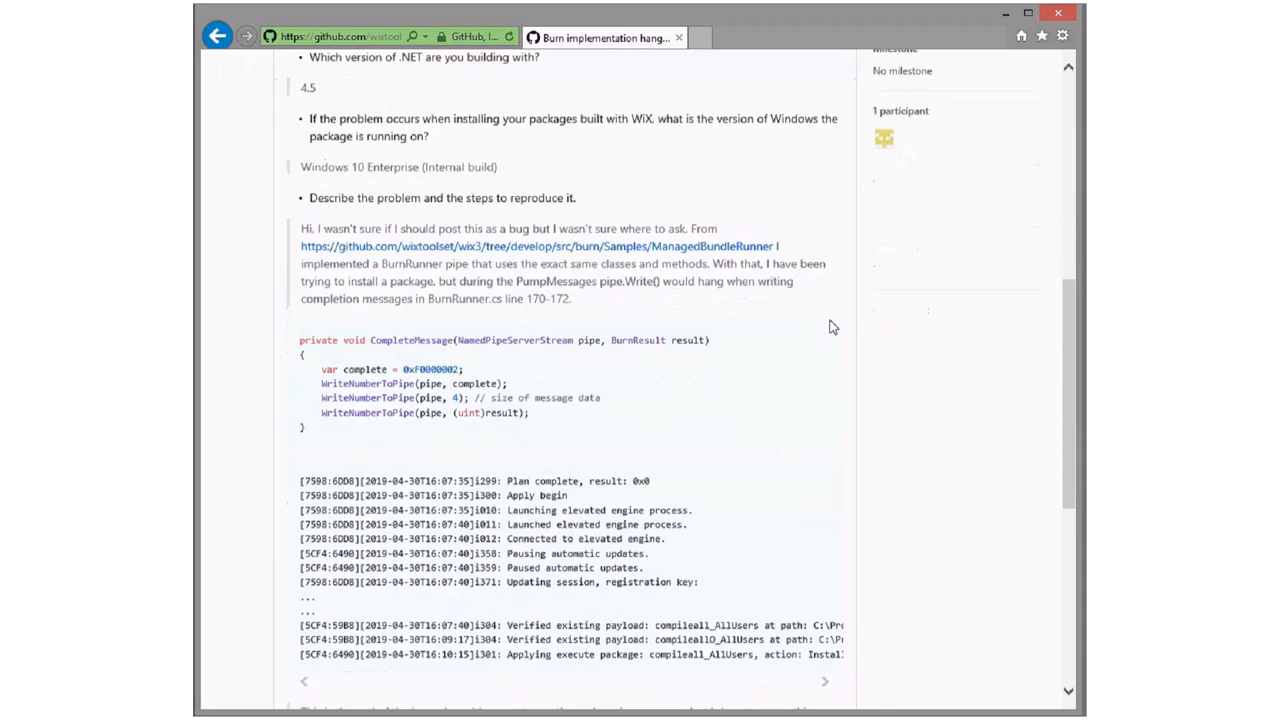 https://github.com/wixtool
GitHub, I...
Burn implementation hang...
• Which version of .NET are you building with?
4.5
• If the problem occurs when installing your packages built with WiX, what is the version of Windows the
package is running on?
Windows 10 Enterprise (Internal build)
• Describe the problem and the steps to reproduce it.
Hi, I wasn't sure if I should post this as a bug but I wasn't sure where to ask. From
https://github.com/wixtoolset/wix3/tree/develop/src/burn/Samples/ManagedBundleRunner I
implemented a BurnRunner pipe that uses the exact same classes and methods. With that, I have been
trying to install a package, but during the PumpMessages pipe.Write() would hang when writing
completion messages in BurnRunner.cs line 170-172.
private void CompleteMessage(NamedPipeServerStream pipe, BurnResult result)
{
var complete = 0xF0000002;
WriteNumberToPipe(pipe, complete);
WriteNumberToPipe(pipe, 4); // size of message data
WriteNumberToPipe(pipe, (uint)result);
}
[7598:6DD8][2019-04-30T16:07:35]i299: Plan complete, result: 0x0
[7598:6DD8][2019-04-30T16:07:35]i300: Apply begin
[7598:6DD8][2019-04-30T16:07:35]i010: Launching elevated engine process.
[7598:6DD8][2019-04-30T16:07:40]i011: Launched elevated engine process.
[7598:6DD8][2019-04-30T16:07:40]i012: Connected to elevated engine.
[5CF4:6490][2019-04-30T16:07:40]i358: Pausing automatic updates.
[5CF4:6490][2019-04-30T16:07:40]i359: Paused automatic updates.
[7598:6DD8][2019-04-30T16:07:40]i371: Updating session, registration key:
...
...
[5CF4:59B8][2019-04-30T16:07:40]i304: Verified existing payload: compileall_AllUsers at path: C:\Pr
[5CF4:59B8][2019-04-30T16:09:17]i304: Verified existing payload: compileallO_AllUsers at path: C:\P
[5CF4:6490][2019-04-30T16:10:15]i301: Applying execute package: compileall_AllUsers, action: Instal
milestone
No milestone
1 participant